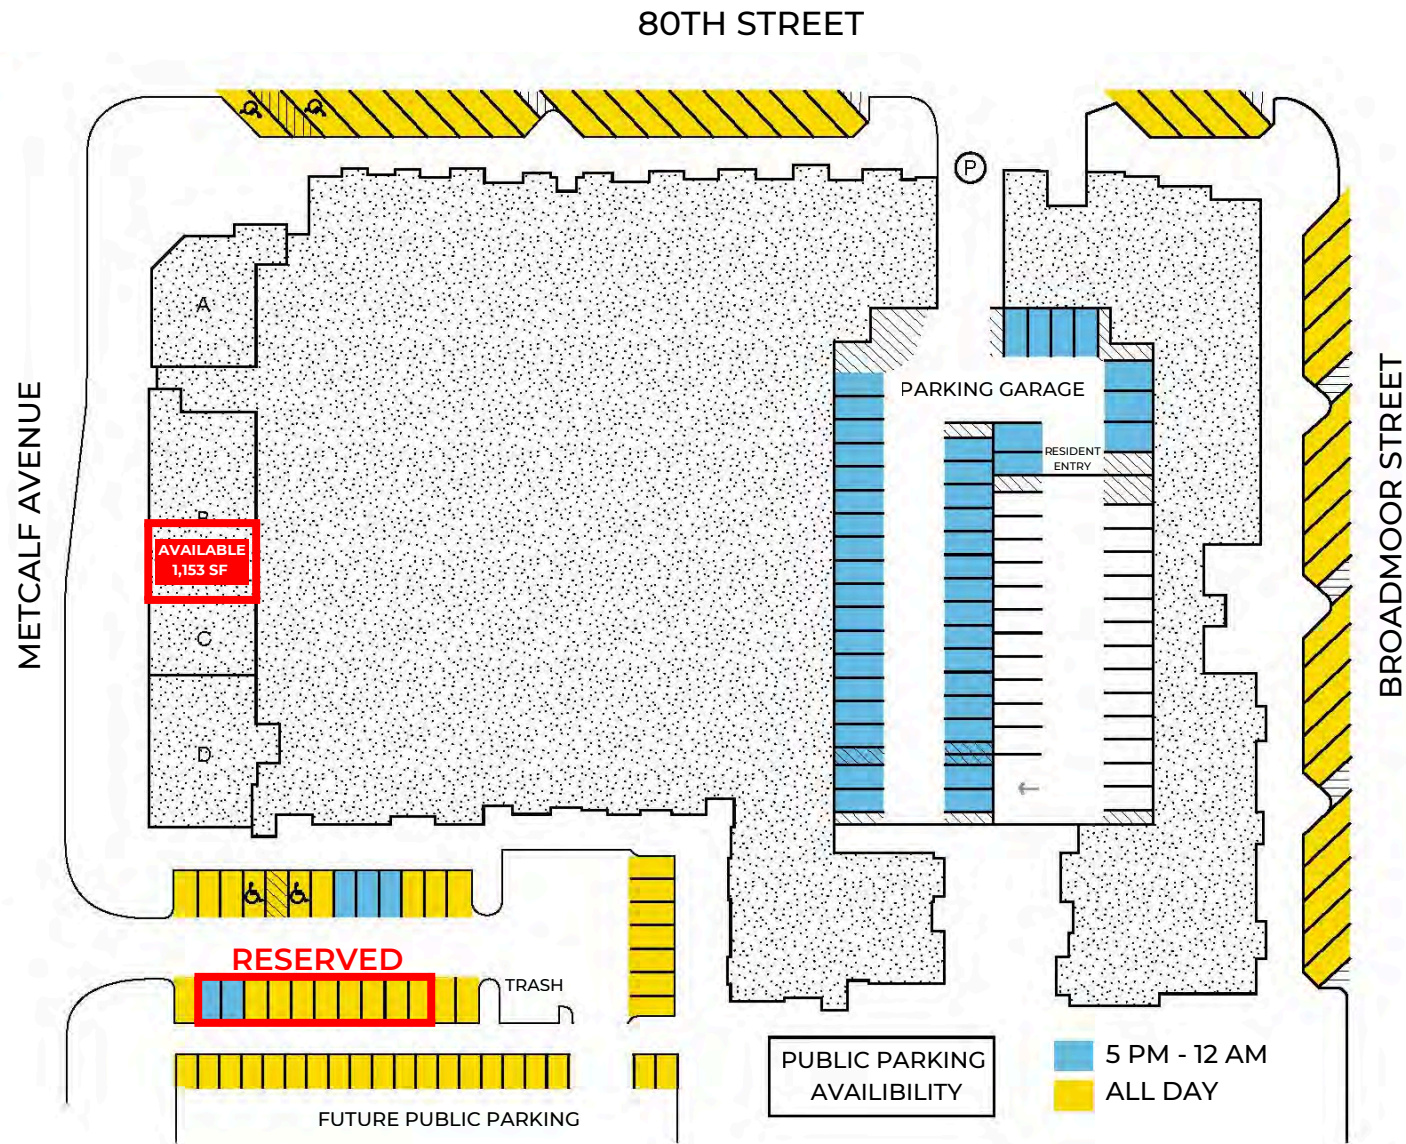 80TH STREET
P
A
METCALF AVENUE
PARKING GARAGE
RESIDENT
ENTRY
BROADMOOR STREET
B
AVAILABLE
1,153 SF
C
D
RESERVED
TRASH
PUBLIC PARKING
AVAILIBILITY
5 PM - 12 AM
ALL DAY
FUTURE PUBLIC PARKING